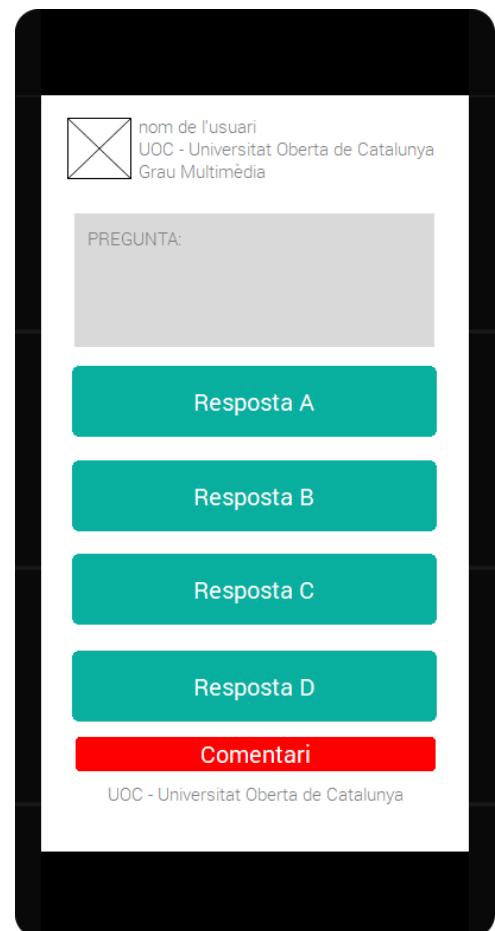 nom de l'usuari
UOC - Universitat Oberta de Catalunya
Grau Multimèdia
PREGUNTA:
Resposta A
Resposta B
Resposta C
Resposta D
Comentari
UOC - Universitat Oberta de Catalunya